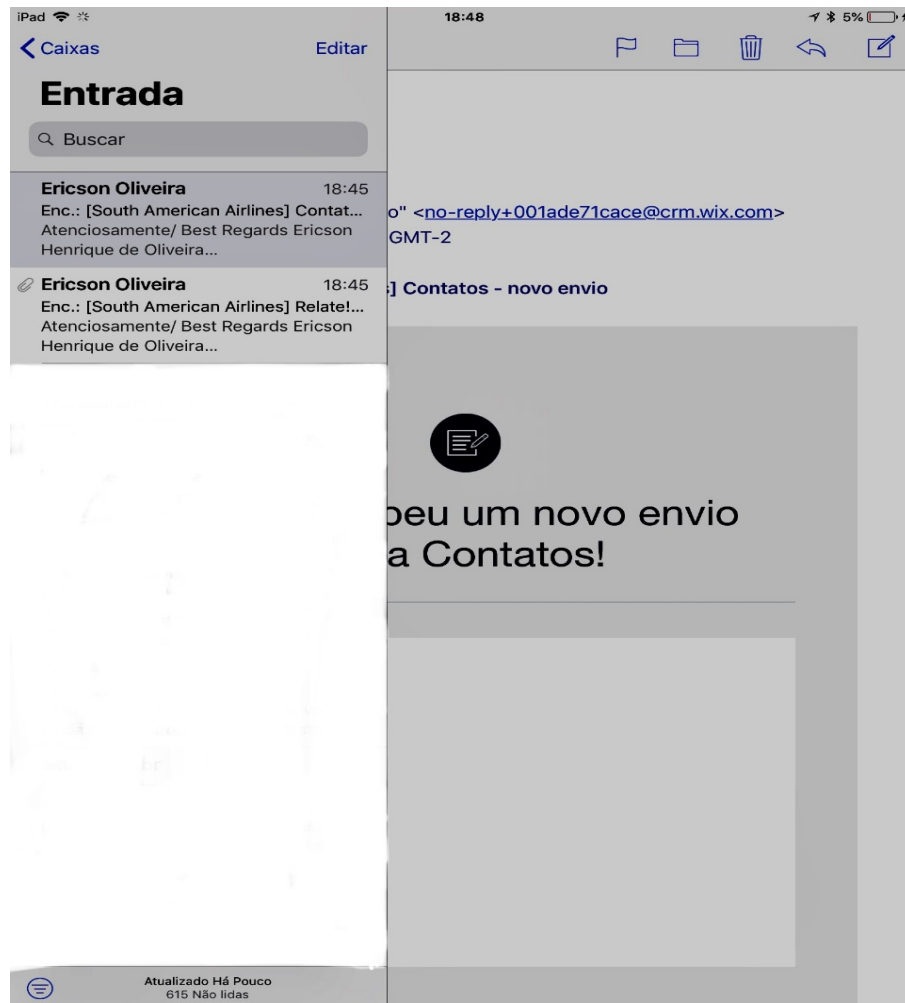 iPad 18:48 5%
Caixas Editar
Entrada
Buscar
Ericson Oliveira 18:45
Enc.: [South American Airlines] Contat...
Atenciosamente/ Best Regards Ericson
Henrique de Oliveira...
Ericson Oliveira 18:45
Enc.: [South American Airlines] Relate!...
Atenciosamente/ Best Regards Ericson
Henrique de Oliveira...
o" <no-reply+001ade71cace@crm.wix.com>
GMT-2
] Contatos - novo envio
beu um novo envio
a Contatos!
Atualizado Há Pouco
615 Não lidas